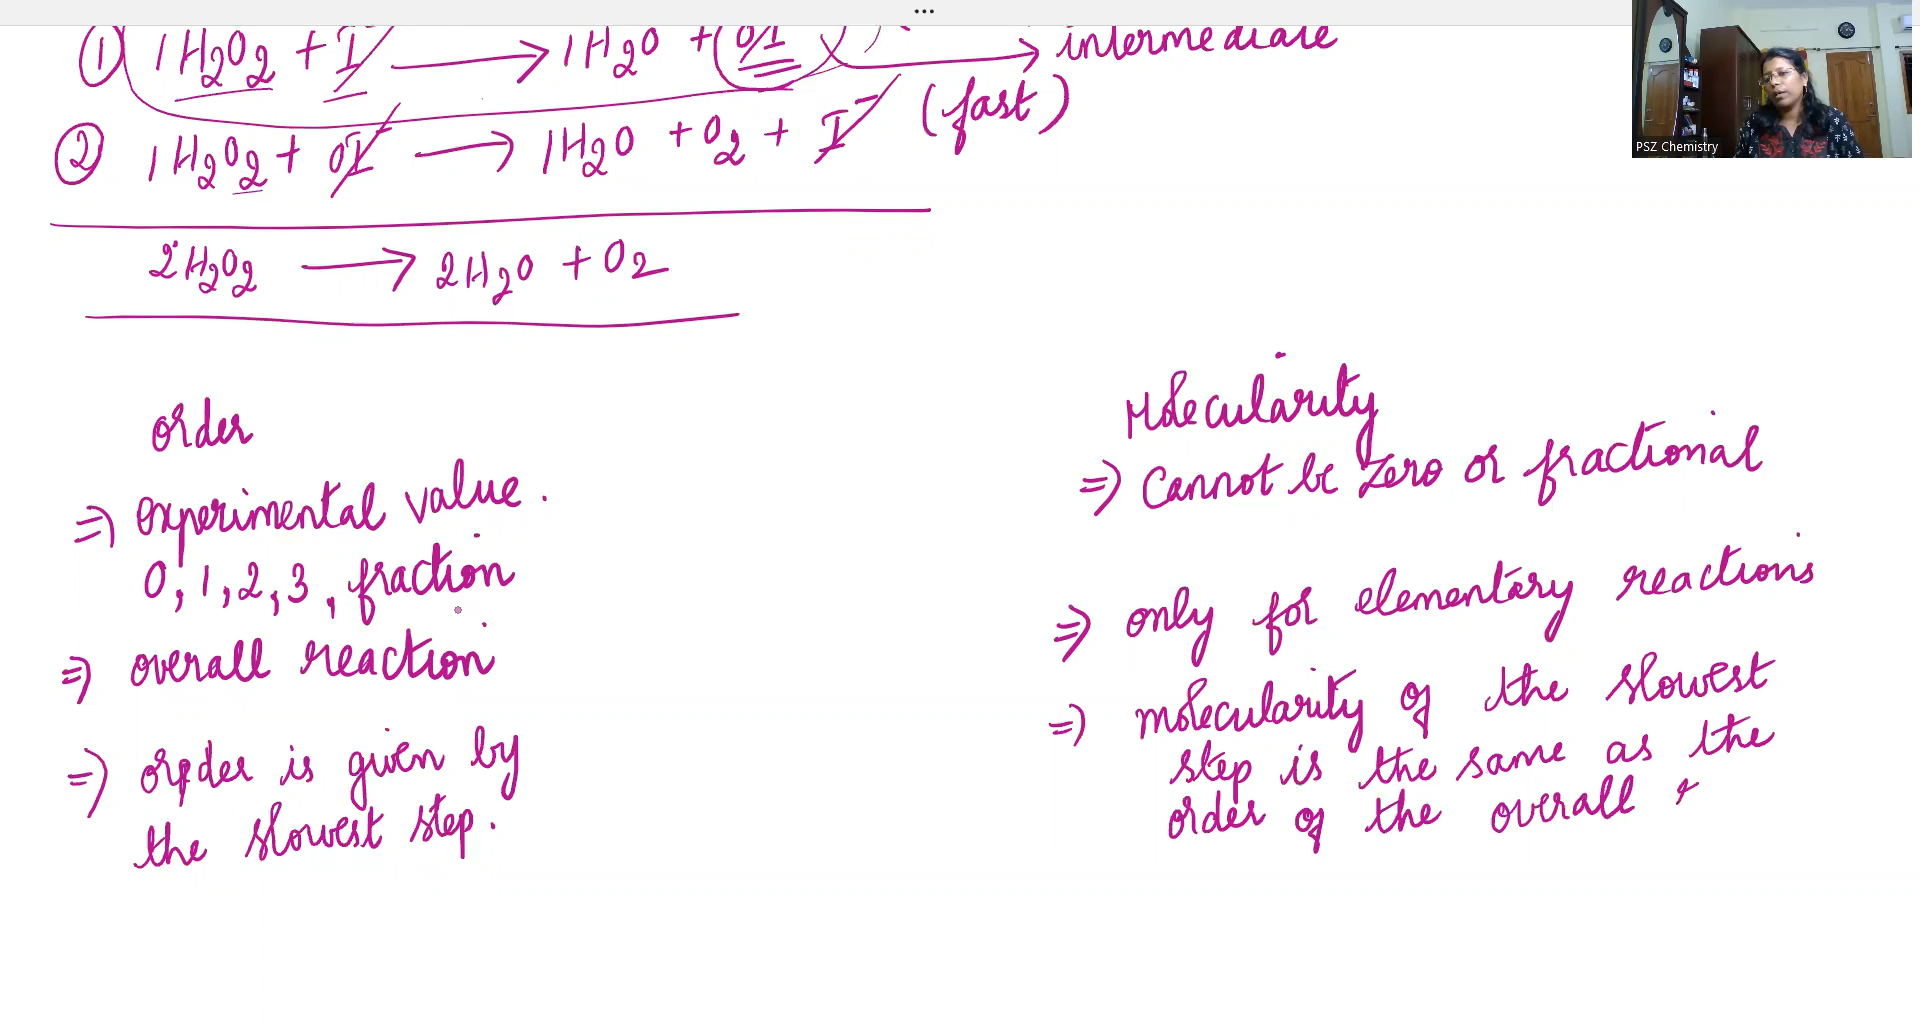 ...
① 1H₂O₂ + I⁻ → 1H₂O + OI⁻ → intermediate
② 1H₂O₂ + OI⁻ → 1H₂O + O₂ + I⁻ (fast)
2H₂O₂ → 2H₂O + O₂
PSZ Chemistry
order
⇒ experimental value.
0, 1, 2, 3, fraction
⇒ overall reaction
⇒ order is given by
the slowest step.
Molecularity
⇒ Cannot be zero or fractional
⇒ only for elementary reactions
⇒ molecularity of the slowest
step is the same as the
order of the overall r